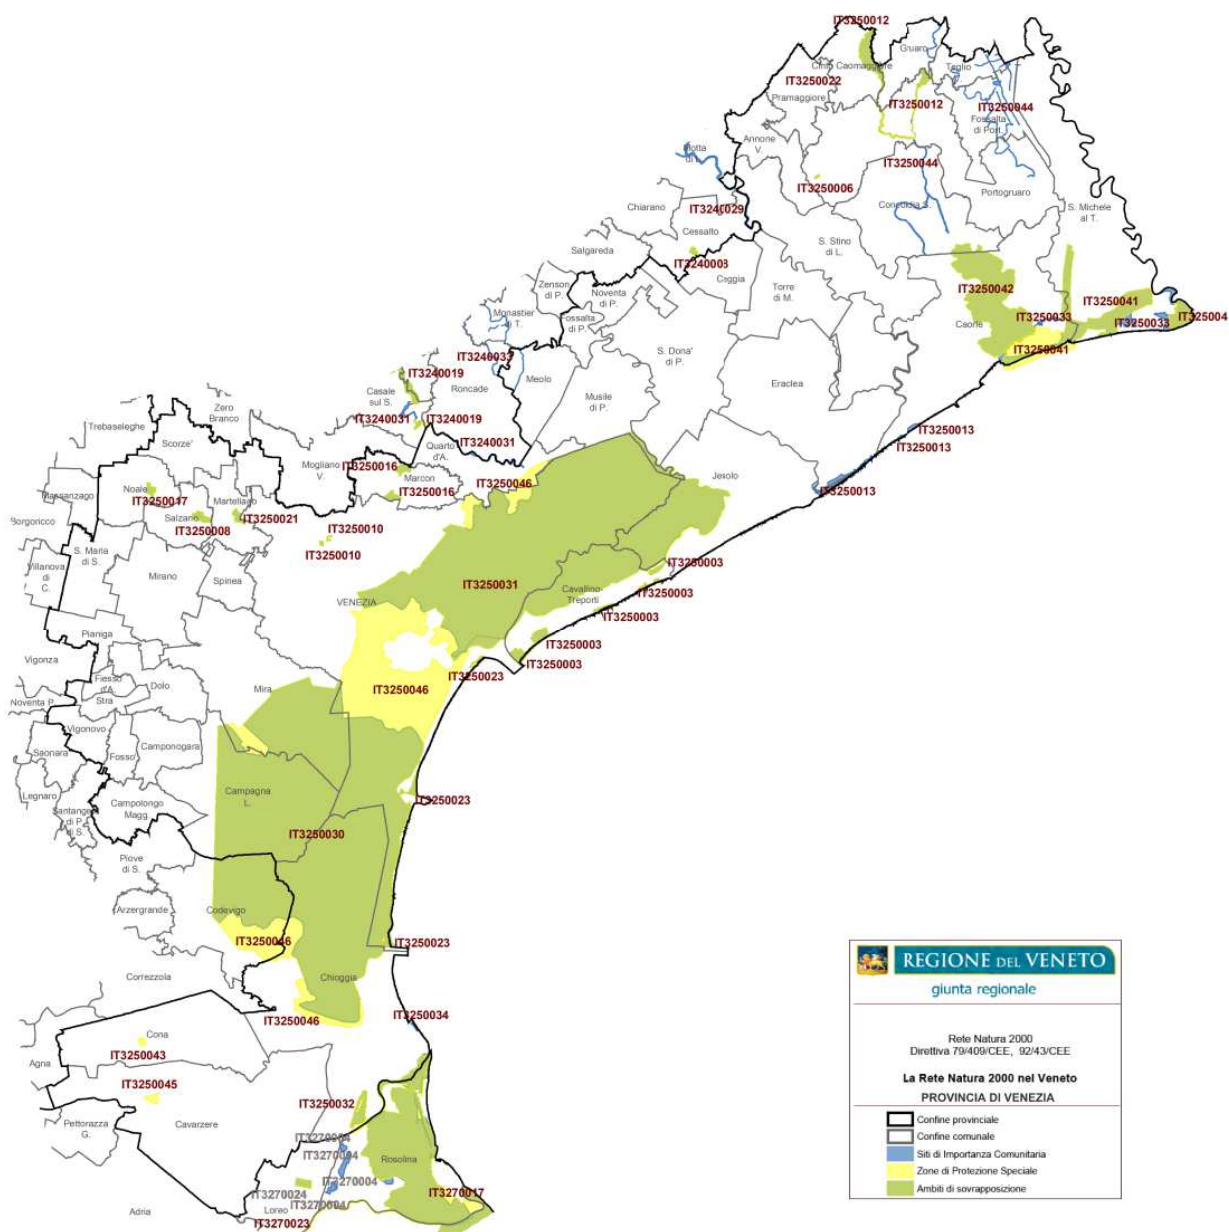 IT3250012
Gruaro
Cinto Caomaggiore
Teglio
IT3250022
Pramaggiore
IT3250012
IT3250044
Fossalta
di Port.
Annone
V.
Motta
di L.
IT3250044
IT3250006
Portogruaro
Concordia S.
Chiarano
IT3240029
S. Michele
al T.
Cessalto
S. Stino
di L.
Salgareda
IT3240008
Ceggia
Zenson
di P.
Noventa
di P.
Torre
di M.
IT3250042
IT3250041
Monastier
di T.
Fossalta
di P.
Caorle
IT3250033
IT3250033
IT325004
IT3250041
S. Dona'
di P.
IT3240033
IT3240019
Roncade
Meolo
Eraclea
Casale
sul S.
Musile
di P.
Zero
Branco
IT3240031
IT3240019
Trebaseleghe
IT3250013
Scorze'
IT3250013
Quarto
d'A.
IT3240031
Mogliano
V.
IT3250016
Marcon
IT3250046
Jesolo
IT3250013
Massanzago
Noale
IT3250017
IT3250016
Martellago
Salzano
IT3250021
Borgoricco
IT3250008
IT3250010
IT3250010
S. Maria
di S.
Villanova
di
C.
Mirano
Spinea
IT3250003
IT3250031
Cavallino-
Treporti
IT3250003
VENEZIA
IT3250003
Pianiga
IT3250003
Vigonza
IT3250003
IT3250023
Fiesso
d'A.
Dolo
Mira
IT3250046
Noventa P.
Stra
Vigonovo
Saonara
Fosso'
Camponogara
Legnaro
Campagna
L.
IT3250023
Campolongo
Magg.
Santangelo
di P.
di S.
IT3250030
Piove
di S.
Arzergrande
Codevigo
IT3250046
IT3250023
Chioggia
Correzzola
IT3250046
IT3250034
Cona
IT3250043
Agna
IT3250045
IT3250032
Pettorazza
G.
Cavarzere
IT3270004
IT3270004
Rosolina
IT3270004
IT3270024
IT3270017
IT3270004
Loreo
Adria
IT3270023
REGIONE DEL VENETO
giunta regionale
Rete Natura 2000
Direttiva 79/409/CEE, 92/43/CEE
La Rete Natura 2000 nel Veneto
PROVINCIA DI VENEZIA
Confine provinciale
Confine comunale
Siti di Importanza Comunitaria
Zone di Protezione Speciale
Ambiti di sovrapposizione